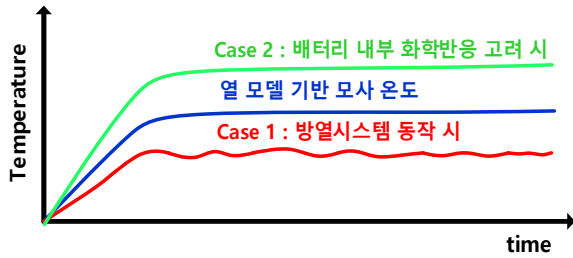 Case 2 : 배터리 내부 화학반응 고려 시
열 모델 기반 모사 온도
Case 1 : 방열시스템 동작 시
Temperature
time